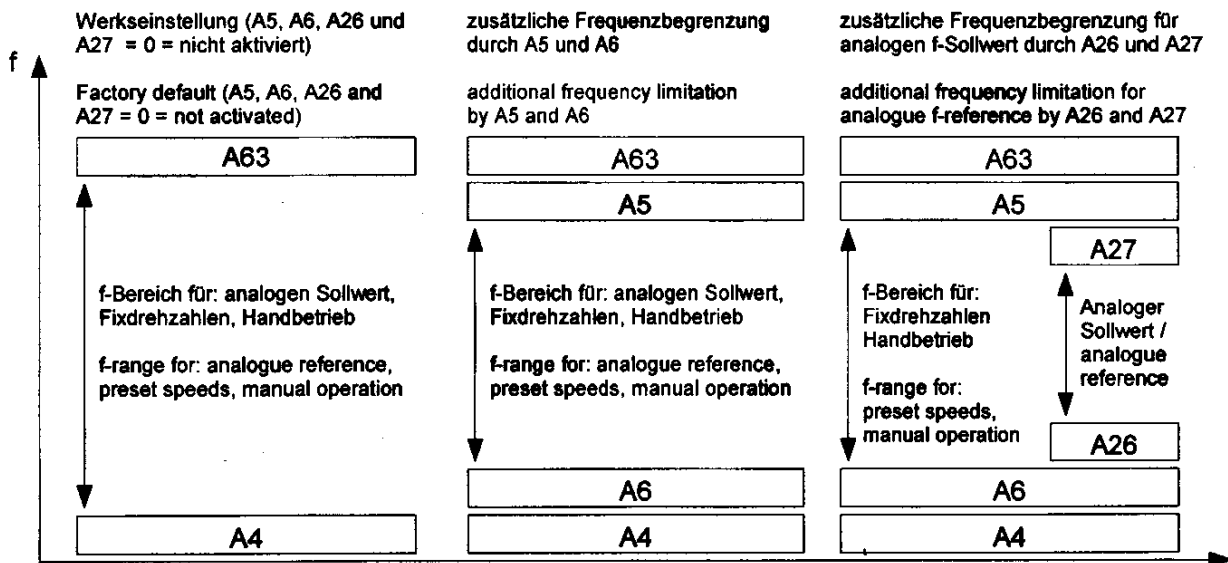 f
Werkseinstellung (A5, A6, A26 und
A27 = 0 = nicht aktiviert)
Factory default (A5, A6, A26 and
A27 = 0 = not activated)
A63
f-Bereich für: analogen Sollwert,
Fixdrehzahlen, Handbetrieb
f-range for: analogue reference,
preset speeds, manual operation
A4
zusätzliche Frequenzbegrenzung
durch A5 und A6
additional frequency limitation
by A5 and A6
A63
A5
f-Bereich für: analogen Sollwert,
Fixdrehzahlen, Handbetrieb
f-range for: analogue reference,
preset speeds, manual operation
A6
A4
zusätzliche Frequenzbegrenzung für
analogen f-Sollwert durch A26 und A27
additional frequency limitation for
analogue f-reference by A26 and A27
A63
A5
A27
f-Bereich für:
Fixdrehzahlen
Handbetrieb
f-range for:
preset speeds,
manual operation
Analoger
Sollwert /
analogue
reference
A26
A6
A4